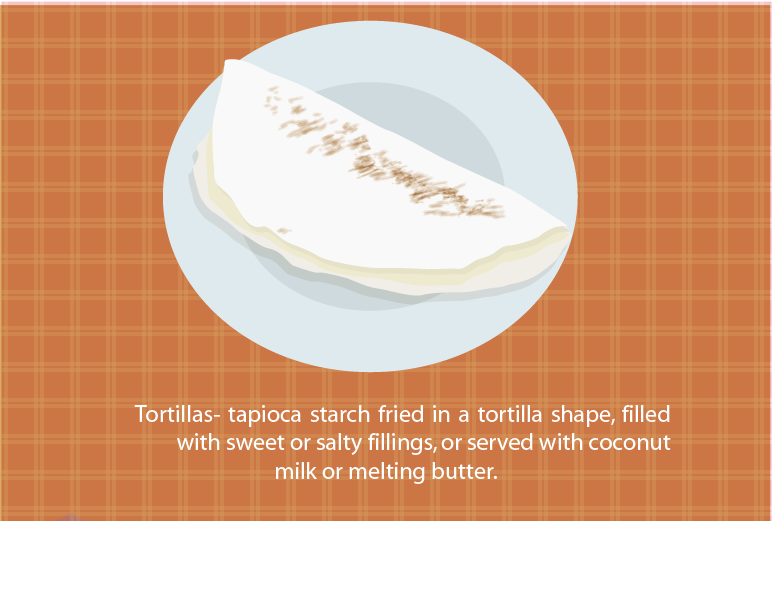 Tortillas- tapioca starch fried in a tortilla shape, filled
with sweet or salty fillings, or served with coconut
milk or melting butter.